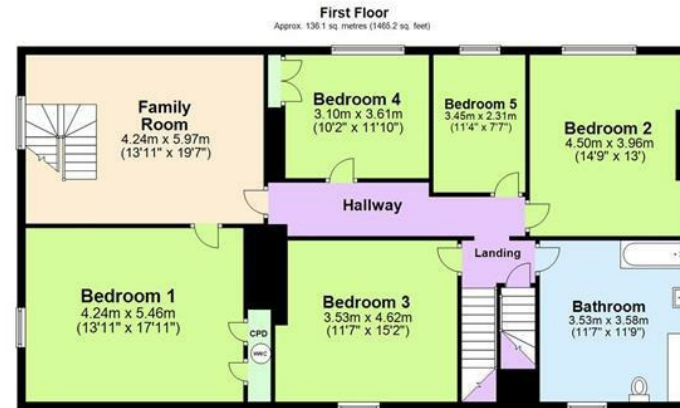 First Floor
Approx. 136.1 sq. metres (1465.2 sq. feet)
Family
Room
4.24m x 5.97m
(13'11" x 19'7")
Bedroom 4
3.10m x 3.61m
(10'2" x 11'10")
Bedroom 5
3.45m x 2.31m
(11'4" x 7'7")
Bedroom 2
4.50m x 3.96m
(14'9" x 13')
Hallway
Landing
Bedroom 1
4.24m x 5.46m
(13'11" x 17'11")
CPD
HWC
Bedroom 3
3.53m x 4.62m
(11'7" x 15'2")
Bathroom
3.53m x 3.58m
(11'7" x 11'9")